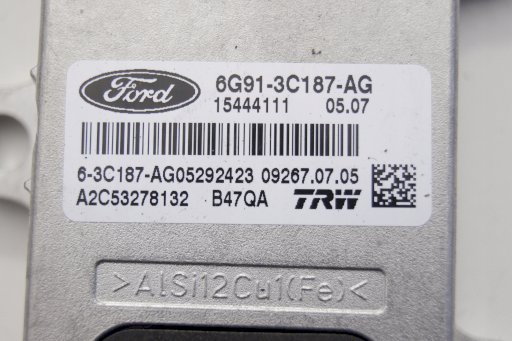 Ford 6G91-3C187-AG
15444111 05.07
6-3C187-AG05292423 09267.07.05
A2C53278132 B47QA TRW
>AlSi12Cu1(Fe)<